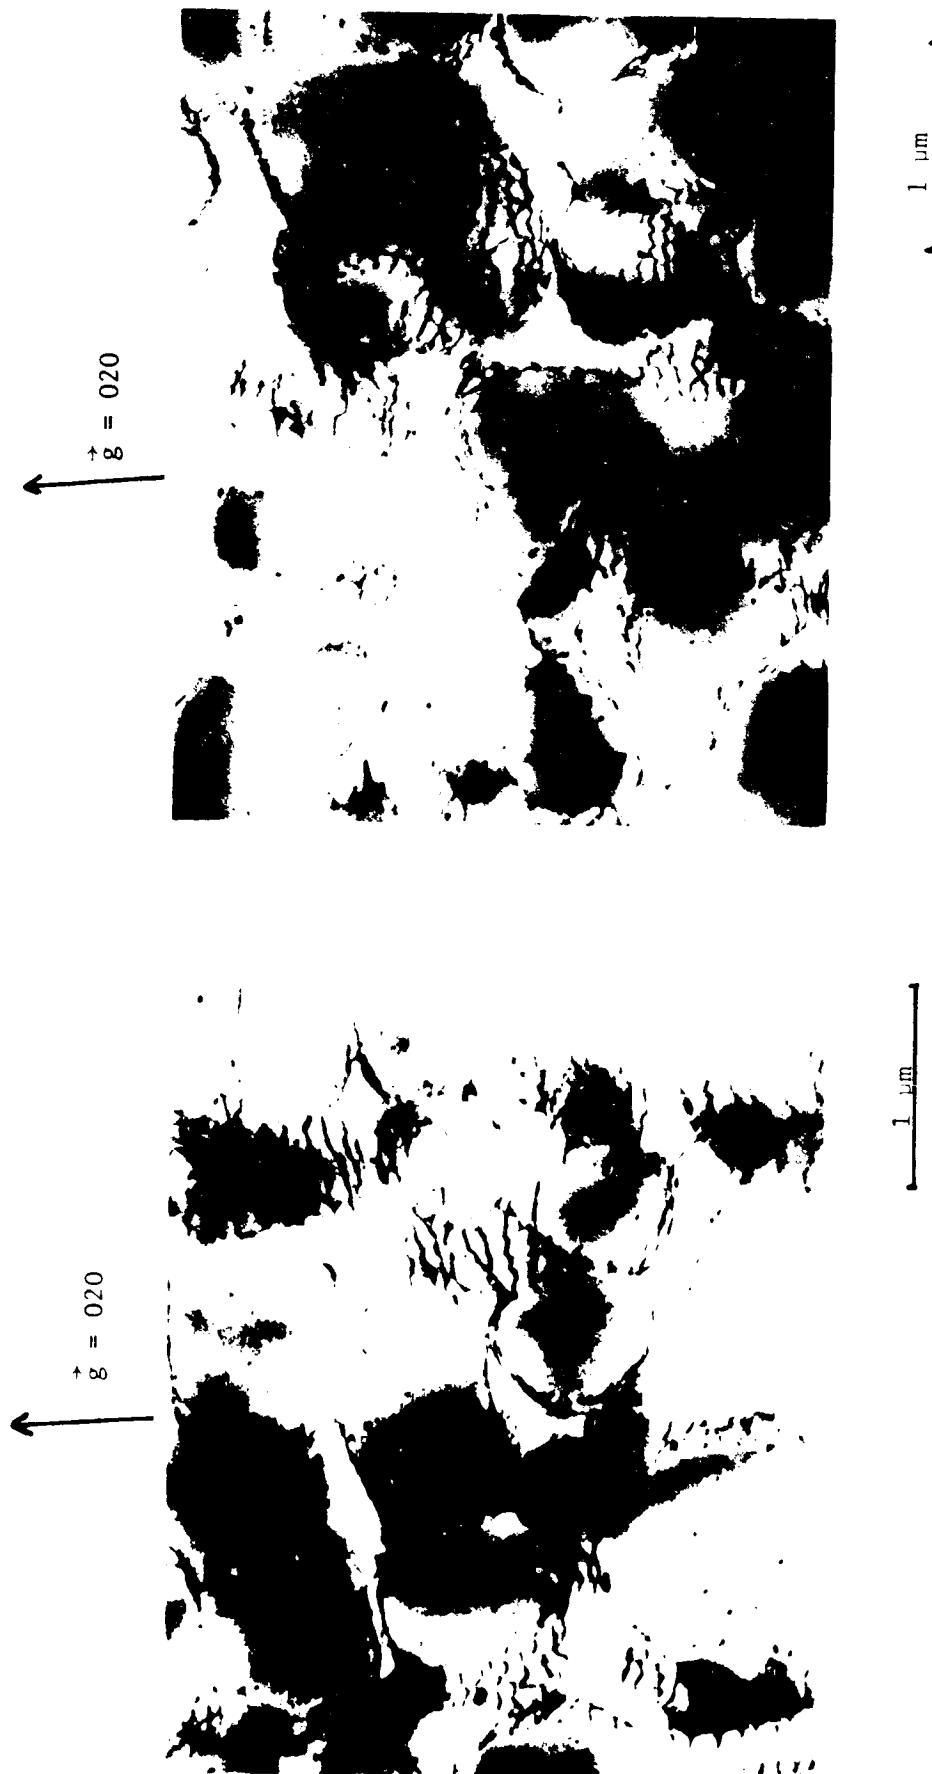 g⃗ = 020
1 µm
g⃗ = 020
1 µm